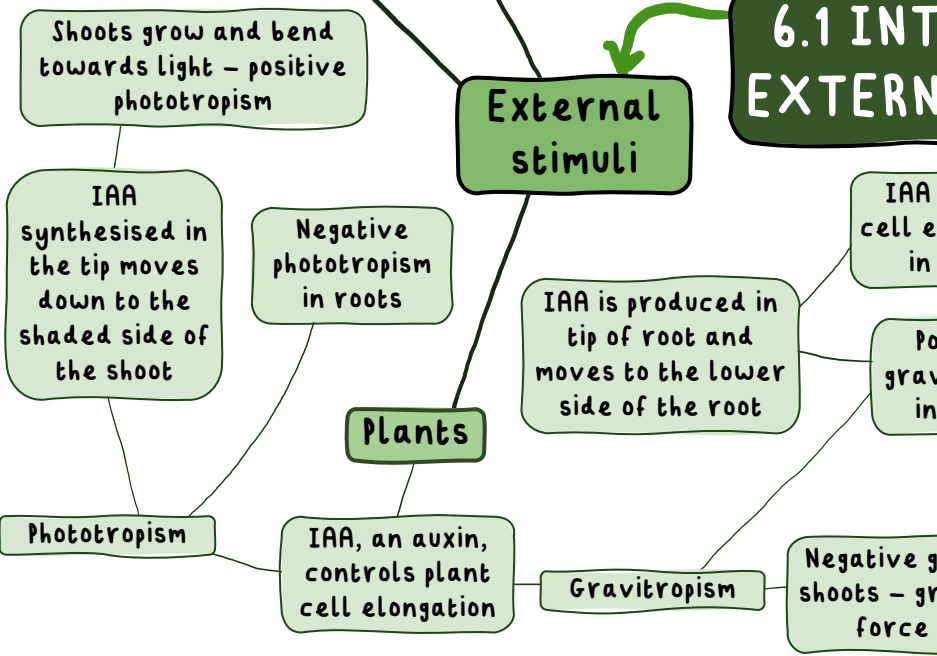 Shoots grow and bend
towards light – positive
phototropism
External
stimuli
6.1 INT
EXTERN
IAA
synthesised in
the tip moves
down to the
shaded side of
the shoot
Negative
phototropism
in roots
IAA is produced in
tip of root and
moves to the lower
side of the root
IAA
cell e
in
Po
grav
in
Plants
Phototropism
IAA, an auxin,
controls plant
cell elongation
Gravitropism
Negative g
shoots – gr
force